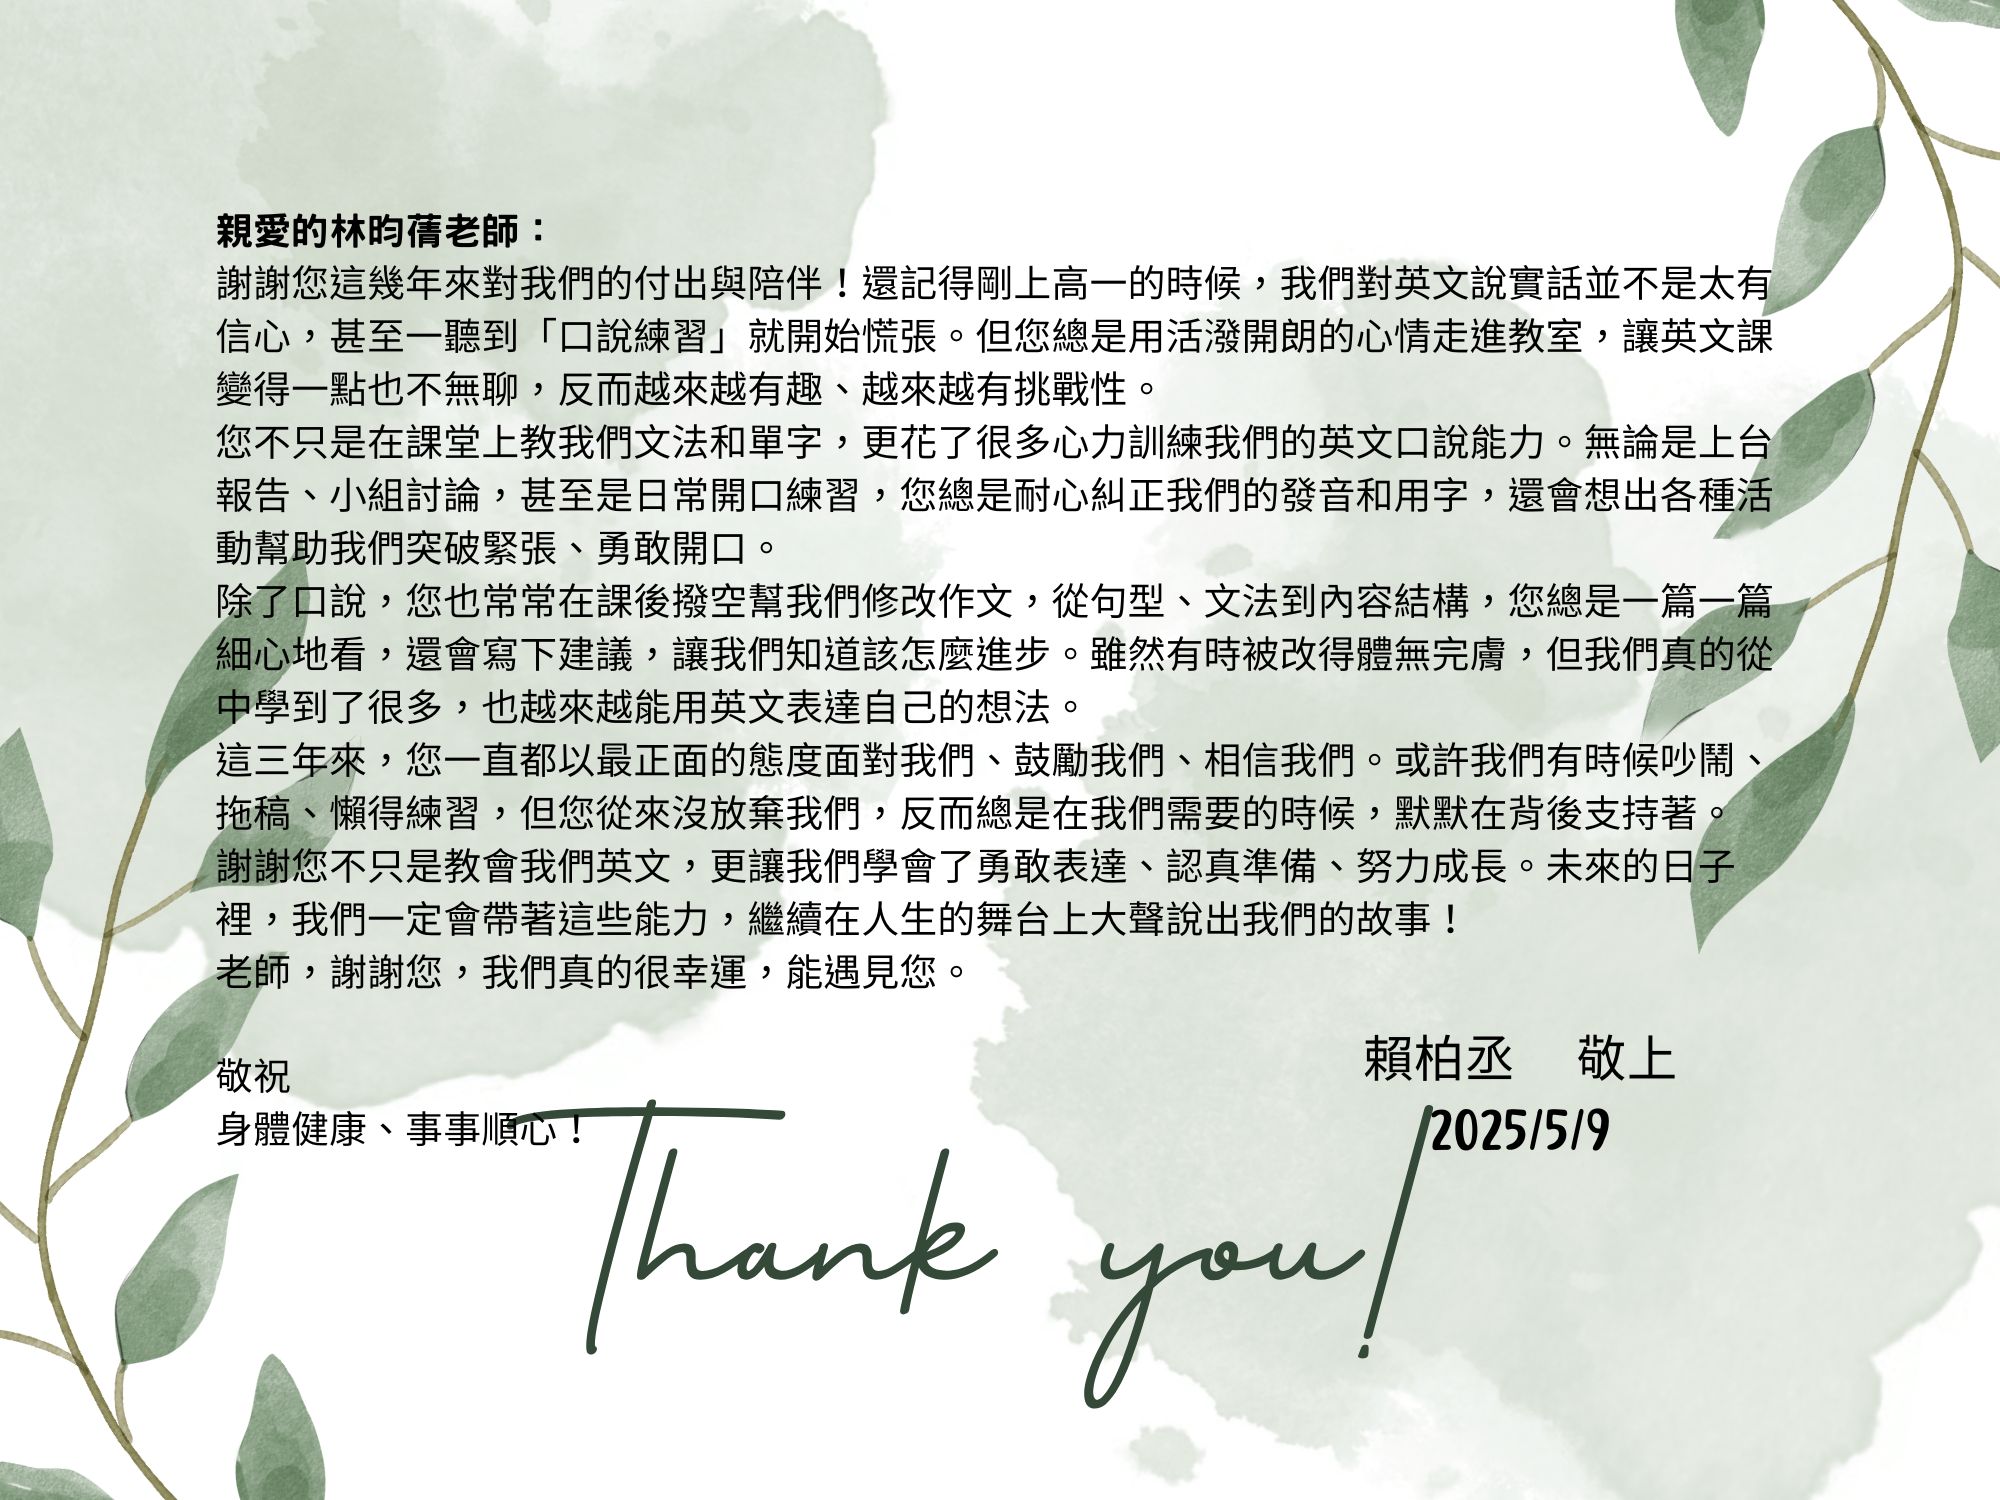 親愛的林昀蒨老師：
謝謝您這幾年來對我們的付出與陪伴！還記得剛上高一的時候，我們對英文說實話並不是太有
信心，甚至一聽到「口說練習」就開始慌張。但您總是用活潑開朗的心情走進教室，讓英文課
變得一點也不無聊，反而越來越有趣、越來越有挑戰性。
您不只是在課堂上教我們文法和單字，更花了很多心力訓練我們的英文口說能力。無論是上台
報告、小組討論，甚至是日常開口練習，您總是耐心糾正我們的發音和用字，還會想出各種活
動幫助我們突破緊張、勇敢開口。
除了口說，您也常常在課後撥空幫我們修改作文，從句型、文法到內容結構，您總是一篇一篇
細心地看，還會寫下建議，讓我們知道該怎麼進步。雖然有時被改得體無完膚，但我們真的從
中學到了很多，也越來越能用英文表達自己的想法。
這三年來，您一直都以最正面的態度面對我們、鼓勵我們、相信我們。或許我們有時候吵鬧、
拖稿、懶得練習，但您從來沒放棄我們，反而總是在我們需要的時候，默默在背後支持著。
謝謝您不只是教會我們英文，更讓我們學會了勇敢表達、認真準備、努力成長。未來的日子
裡，我們一定會帶著這些能力，繼續在人生的舞台上大聲說出我們的故事！
老師，謝謝您，我們真的很幸運，能遇見您。
敬祝
身體健康、事事順心！
賴柏丞　敬上
2025/5/9
Thank you!